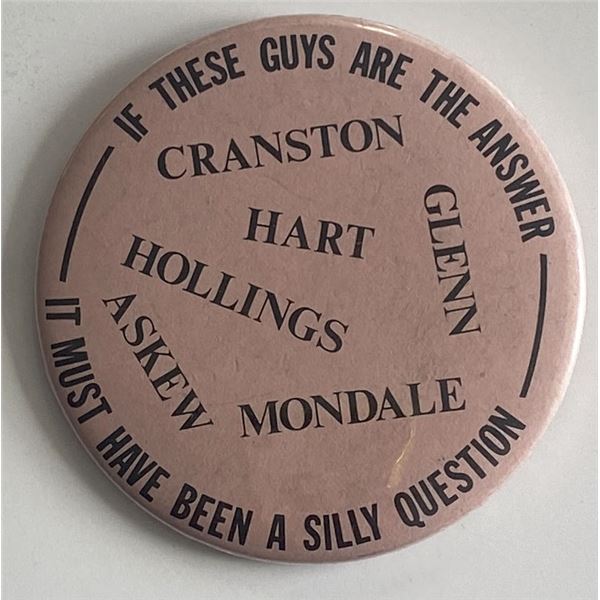 IF THESE GUYS ARE THE ANSWER
CRANSTON
HART
GLENN
HOLLINGS
ASKEW
MONDALE
IT MUST HAVE BEEN A SILLY QUESTION